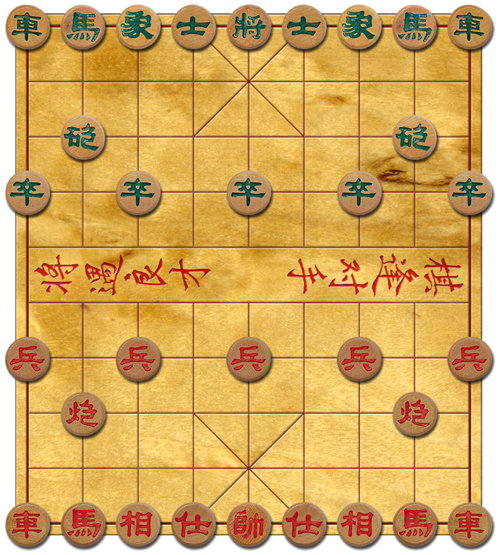 車 馬 象 士 將 士 象 馬 車
砲 砲
卒 卒 卒 卒 卒
将遇良才 棋逢对手
兵 兵 兵 兵 兵
炮 炮
車 馬 相 仕 帥 仕 相 馬 車